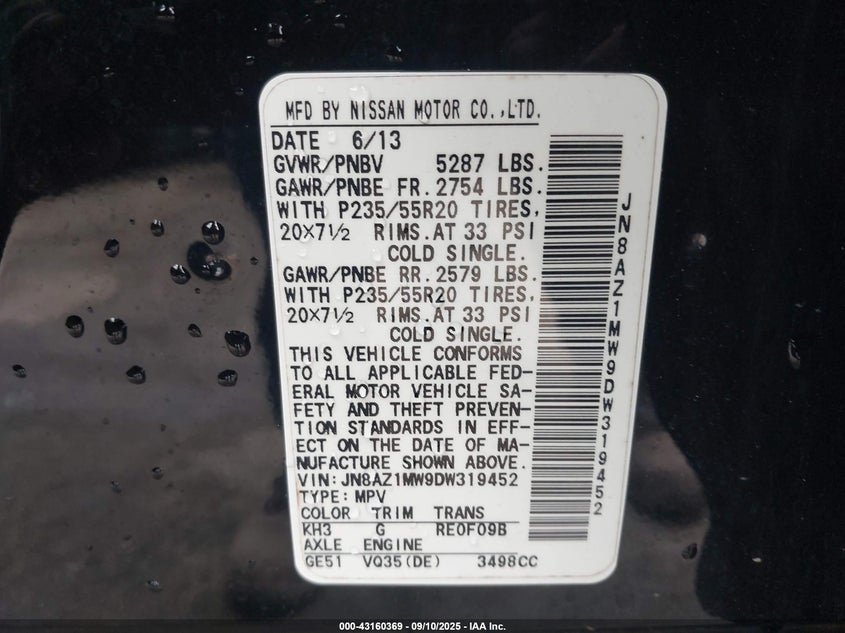 MFD BY NISSAN MOTOR CO.,LTD.
DATE 6/13
GVWR/PNBV 5287 LBS.
GAWR/PNBE FR. 2754 LBS.
WITH P235/55R20 TIRES,
20X7½ RIMS.AT 33 PSI
COLD SINGLE.
GAWR/PNBE RR. 2579 LBS.
WITH P235/55R20 TIRES,
20X7½ RIMS.AT 33 PSI
COLD SINGLE.
THIS VEHICLE CONFORMS
TO ALL APPLICABLE FED-
ERAL MOTOR VEHICLE SA-
FETY AND THEFT PREVEN-
TION STANDARDS IN EFF-
ECT ON THE DATE OF MA-
NUFACTURE SHOWN ABOVE.
VIN:JN8AZ1MW9DW319452
TYPE:MPV
COLOR TRIM TRANS
KH3 G RE0F09B
AXLE ENGINE
GE51 VQ35(DE) 3498CC
JN8AZ1MW9DW319452
000-43160369 - 09/10/2025 - IAA Inc.